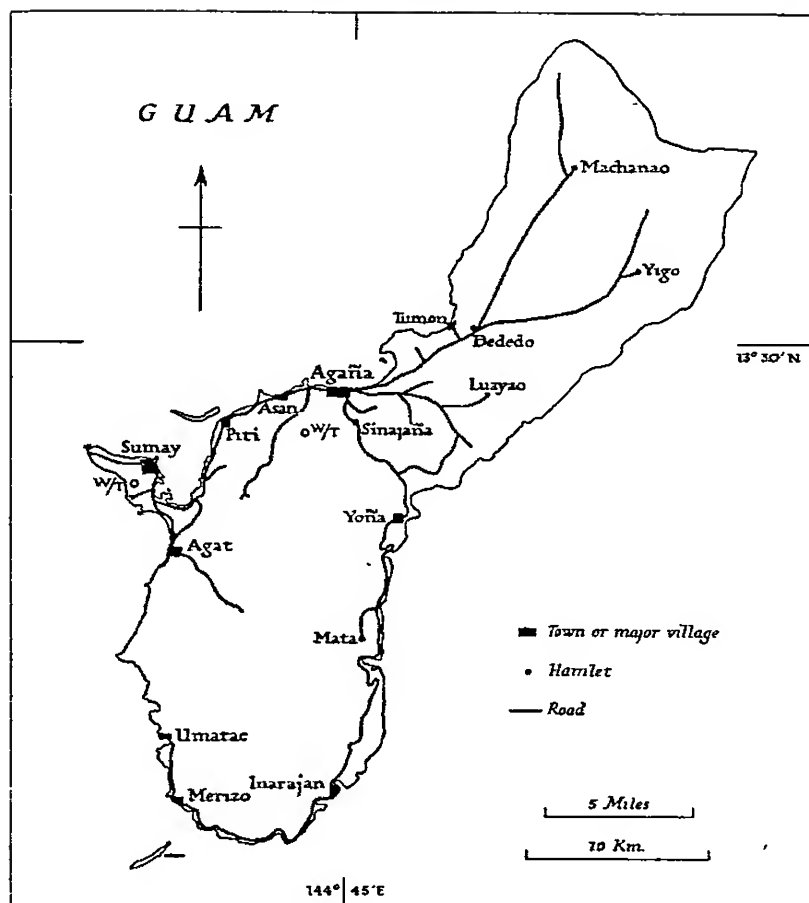 GUAM
Machanao
Yigo
Tumon
Dededo
13° 30' N
Agaña
Luayao
Asan
Piti
W/T
Sinajaña
Sumay
W/T
Yoña
Agat
Town or major village
Mata
Hamlet
Road
Umatac
Inarajan
Merizo
5 Miles
10 Km.
144° 45' E